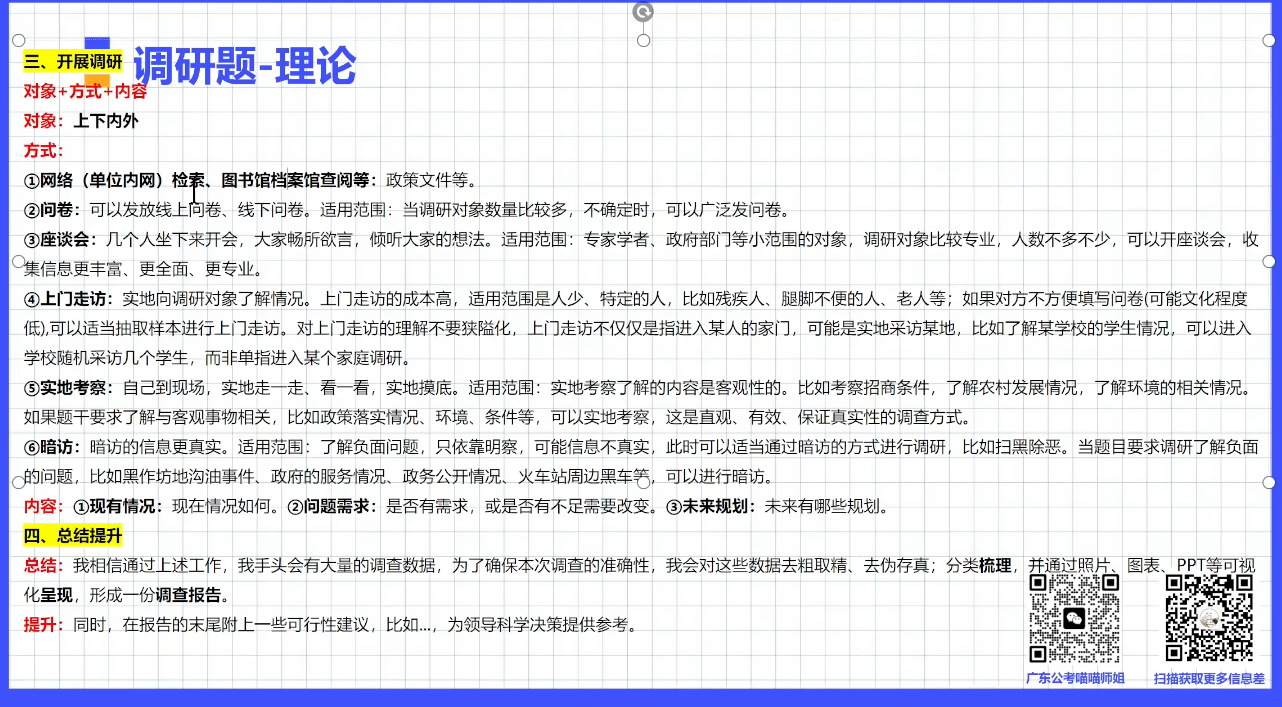 调研题-理论
三、开展调研
对象+方式+内容
对象：上下内外
方式：
①网络（单位内网）检索、图书馆档案馆查阅等：政策文件等。
②问卷：可以发放线上问卷、线下问卷。适用范围：当调研对象数量比较多，不确定时，可以广泛发问卷。
③座谈会：几个人坐下来开会，大家畅所欲言，倾听大家的想法。适用范围：专家学者、政府部门等小范围的对象，调研对象比较专业，人数不多不少，可以开座谈会，收
集信息更丰富、更全面、更专业。
④上门走访：实地向调研对象了解情况。上门走访的成本高，适用范围是人少、特定的人，比如残疾人、腿脚不便的人、老人等；如果对方不方便填写问卷(可能文化程度
低),可以适当抽取样本进行上门走访。对上门走访的理解不要狭隘化，上门走访不仅仅是指进入某人的家门，可能是实地采访某地，比如了解某学校的学生情况，可以进入
学校随机采访几个学生，而非单指进入某个家庭调研。
⑤实地考察：自己到现场，实地走一走、看一看，实地摸底。适用范围：实地考察了解的内容是客观性的。比如考察招商条件，了解农村发展情况，了解环境的相关情况。
如果题干要求了解与客观事物相关，比如政策落实情况、环境、条件等，可以实地考察，这是直观、有效、保证真实性的调查方式。
⑥暗访：暗访的信息更真实。适用范围：了解负面问题，只依靠明察，可能信息不真实，此时可以适当通过暗访的方式进行调研，比如扫黑除恶。当题目要求调研了解负面
的问题，比如黑作坊地沟油事件、政府的服务情况、政务公开情况、火车站周边黑车等，可以进行暗访。
内容：①现有情况：现在情况如何。②问题需求：是否有需求，或是否有不足需要改变。③未来规划：未来有哪些规划。
四、总结提升
总结：我相信通过上述工作，我手头会有大量的调查数据，为了确保本次调查的准确性，我会对这些数据去粗取精、去伪存真；分类梳理，并通过照片、图表、PPT等可视
化呈现，形成一份调查报告。
提升：同时，在报告的末尾附上一些可行性建议，比如...，为领导科学决策提供参考。
广东公考喵喵师姐
扫描获取更多信息差